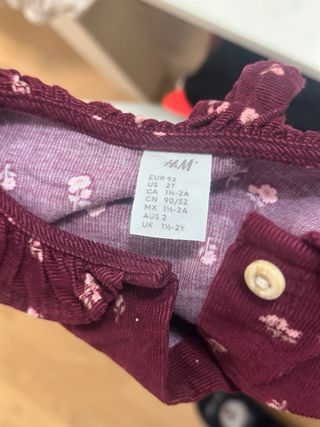 H&M
EUR 92
US 2Y
CA 1½-2A
CN 90/52
MX 1½-2A
AUS 2
UK 1½-2Y